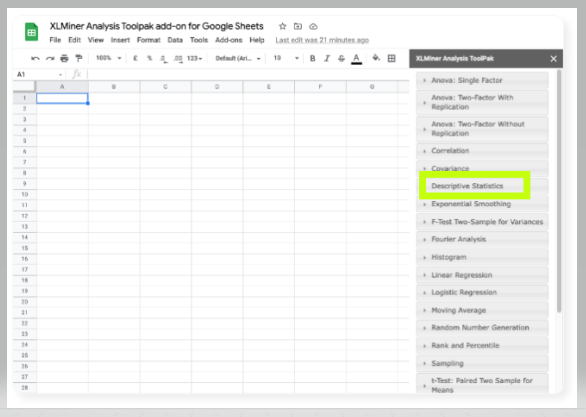 XLMiner Analysis Toolpak add-on for Google Sheets
File Edit View Insert Format Data Tools Add-ons Help Last edit was 21 minutes ago
100% £ % .0 .00 123 Default (Ari... 10 B I S A
XLMiner Analysis ToolPak
A1 fx
A B C D E F G
1
2
3
4
5
6
7
8
9
10
11
12
13
14
15
16
17
18
19
20
21
22
23
24
25
26
27
28
Anova: Single Factor
Anova: Two-Factor With
Replication
Anova: Two-Factor Without
Replication
Correlation
Covariance
Descriptive Statistics
Exponential Smoothing
F-Test Two-Sample for Variances
Fourier Analysis
Histogram
Linear Regression
Logistic Regression
Moving Average
Random Number Generation
Rank and Percentile
Sampling
t-Test: Paired Two Sample for
Means